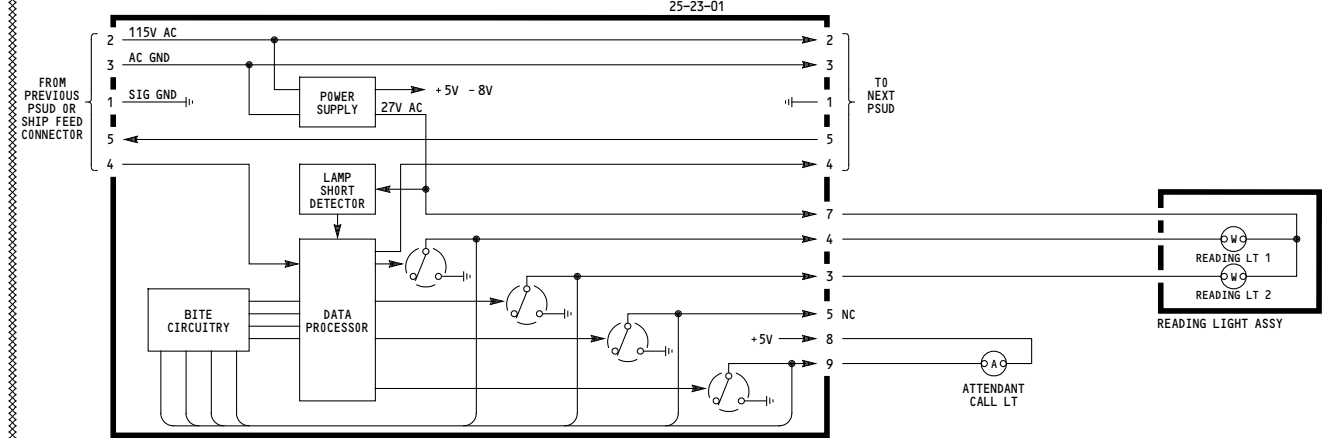 25-23-01
2 115V AC 2
3 AC GND 3
FROM
PREVIOUS
PSUD OR
SHIP FEED
CONNECTOR
1 SIG GND
5
4
POWER
SUPPLY
+5V -8V
27V AC
1
5
4
TO
NEXT
PSUD
LAMP
SHORT
DETECTOR
7
4
3
5 NC
+5V 8
9
BITE
CIRCUITRY
DATA
PROCESSOR
W
READING LT 1
W
READING LT 2
READING LIGHT ASSY
A
ATTENDANT
CALL LT